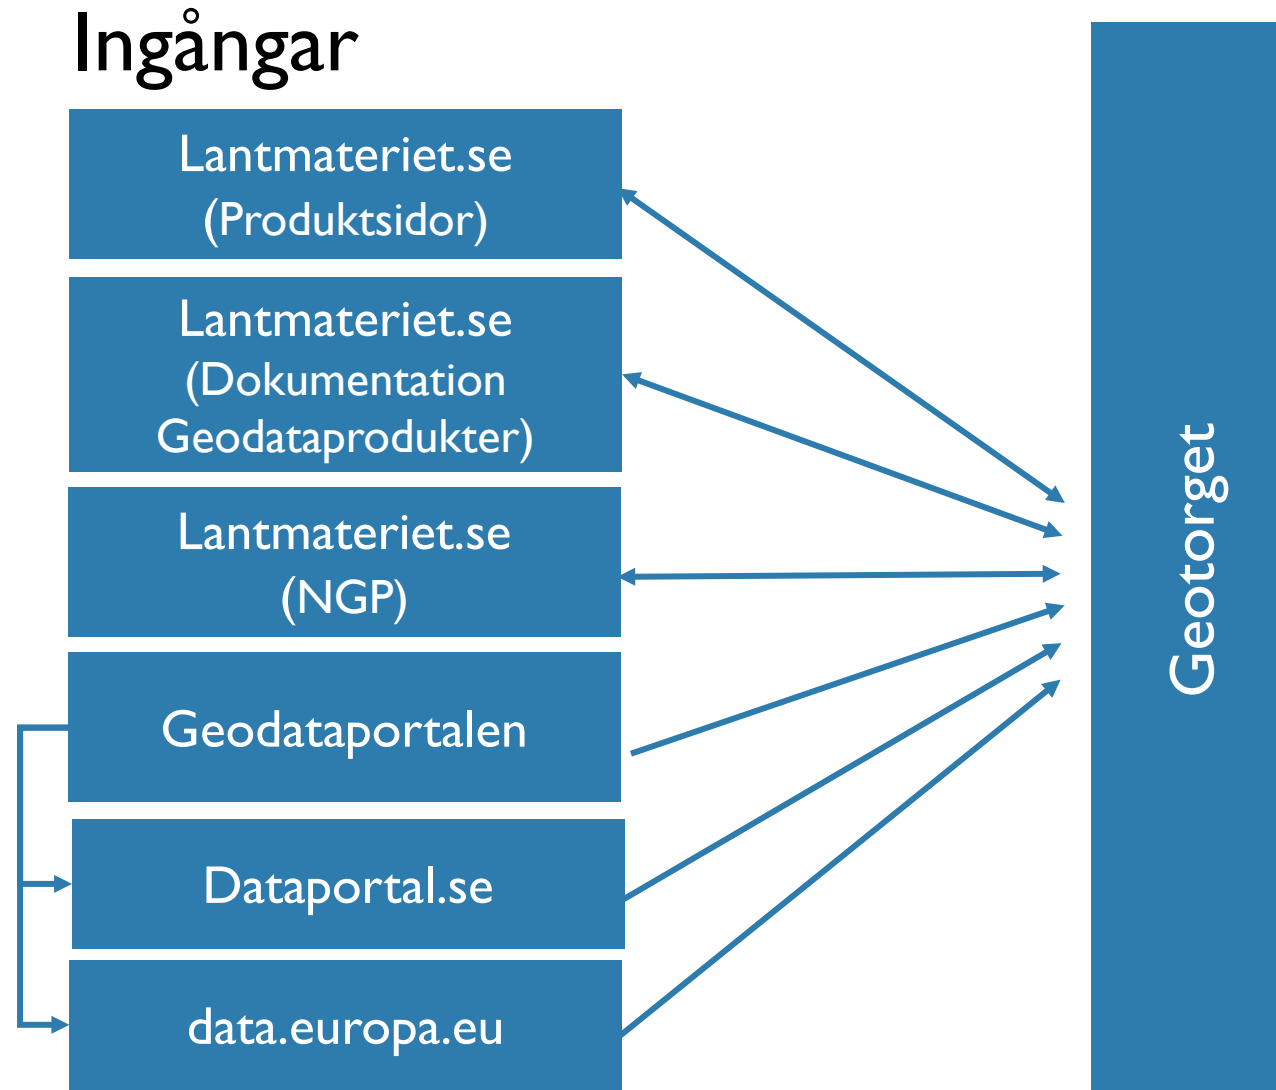 Ingångar
Lantmateriet.se
(Produktsidor)
Lantmateriet.se
(Dokumentation
Geodataprodukter)
Lantmateriet.se
(NGP)
Geodataportalen
Dataportal.se
data.europa.eu
Geotorget